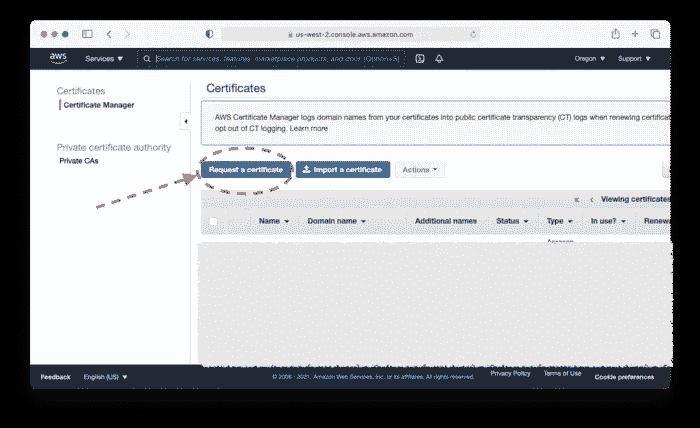 us-west-2.console.aws.amazon.com
aws Services Search for services, features, marketplace products, and docs [Option+S] Oregon Support
Certificates
Certificate Manager
Private certificate authority
Private CAs
Certificates
AWS Certificate Manager logs domain names from your certificates into public certificate transparency (CT) logs when renewing certificat
opt out of CT logging. Learn more
Request a certificate Import a certificate Actions
Viewing certificates
Name Domain name Additional names Status Type In use? Renewa
Amazon
Feedback English (US) © 2008 - 2021, Amazon Web Services, Inc. or its affiliates. All rights reserved. Privacy Policy Terms of Use Cookie preferences